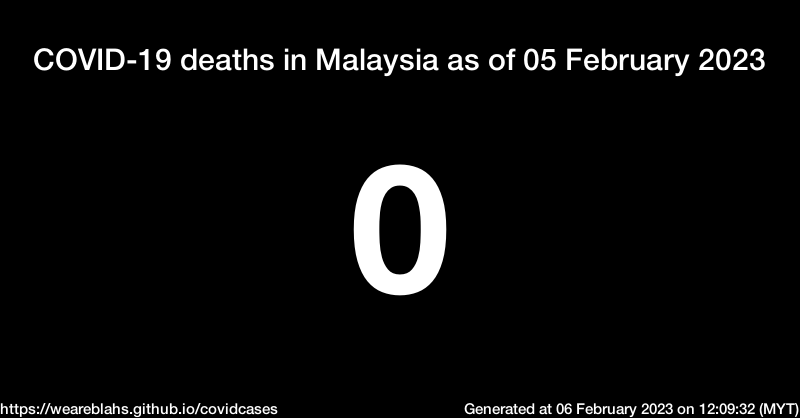 COVID-19 deaths in Malaysia as of 05 February 2023
0
https://weareblahs.github.io/covidcases
Generated at 06 February 2023 on 12:09:32 (MYT)